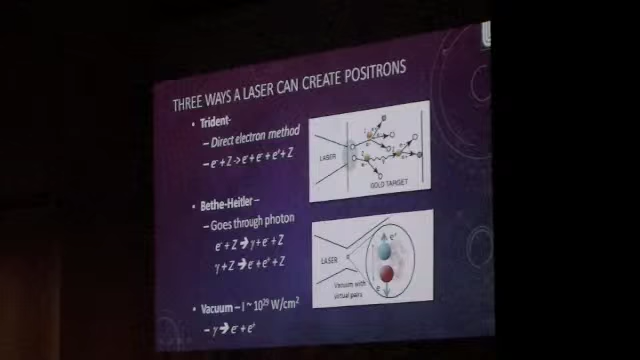 THREE WAYS A LASER CAN CREATE POSITRONS
• Trident-
– Direct electron method
– e⁻+ Z -> e⁻+ e⁻+ e⁺+ Z
LASER
GOLD TARGET
• Bethe-Heitler –
– Goes through photon
e⁻ + Z ➔ γ + e⁻ + Z
γ + Z ➔ e⁻ + e⁺ + Z
LASER
e⁺
e⁻
Vacuum with
virtual pairs
• Vacuum – I ~ 10²⁹ W/cm²
– γ ➔ e⁻ + e⁺